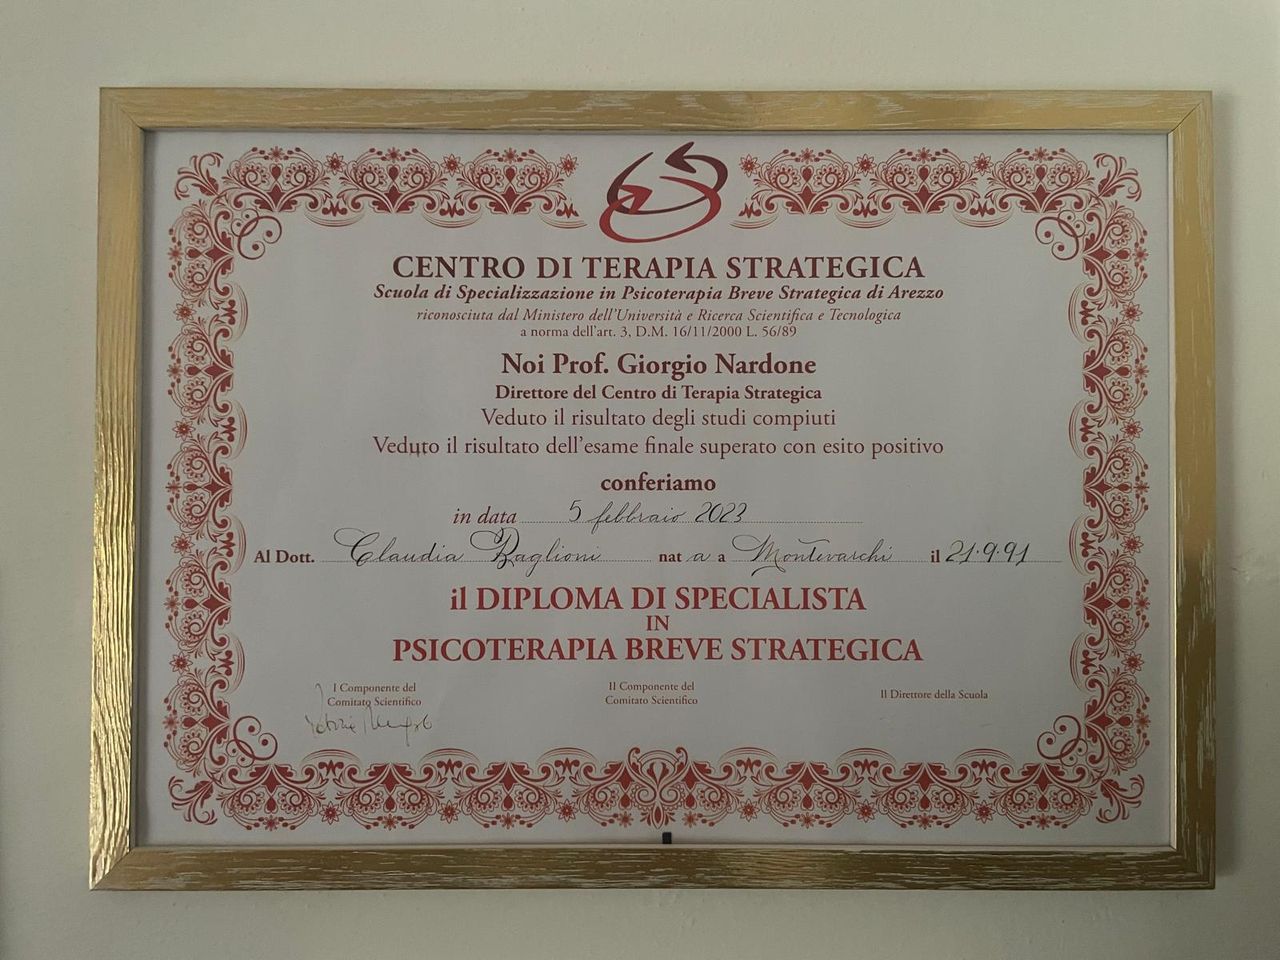 CENTRO DI TERAPIA STRATEGICA
Scuola di Specializzazione in Psicoterapia Breve Strategica di Arezzo
riconosciuta dal Ministero dell'Università e Ricerca Scientifica e Tecnologica
a norma dell'art. 3, D.M. 16/11/2000 L. 56/89
Noi Prof. Giorgio Nardone
Direttore del Centro di Terapia Strategica
Veduto il risultato degli studi compiuti
Veduto il risultato dell'esame finale superato con esito positivo
conferiamo
in data 5 febbraio 2023
Al Dott. Claudia Baglioni nat a a Montevarchi il 21.9.91
il DIPLOMA DI SPECIALISTA
IN
PSICOTERAPIA BREVE STRATEGICA
I Componente del
Comitato Scientifico
II Componente del
Comitato Scientifico
Il Direttore della Scuola